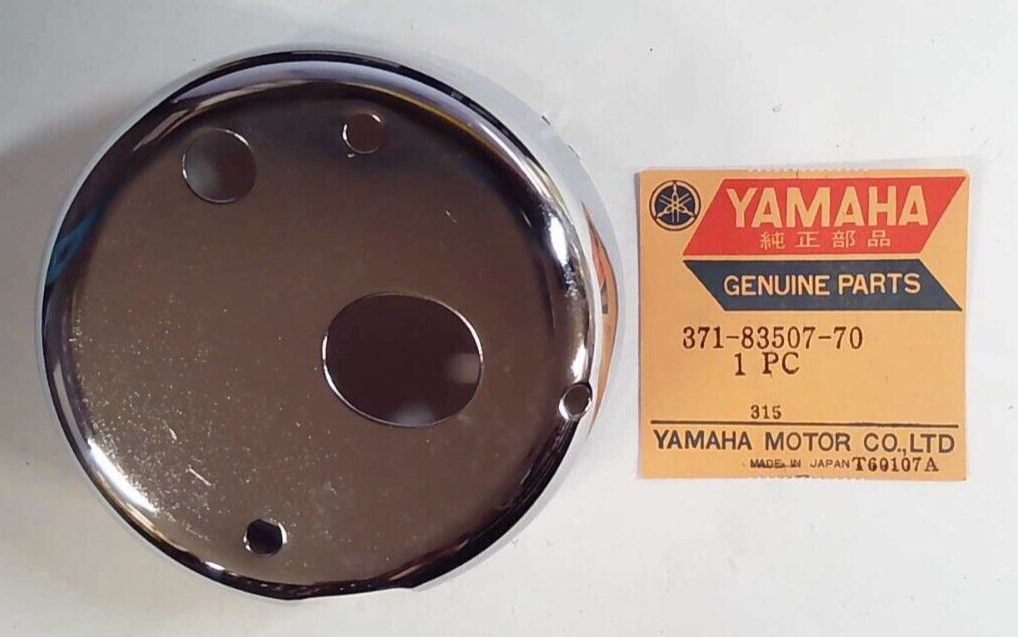 YAMAHA
純正部品
GENUINE PARTS
371-83507-70
1 PC
315
YAMAHA MOTOR CO.,LTD
MADE IN JAPAN T60107A